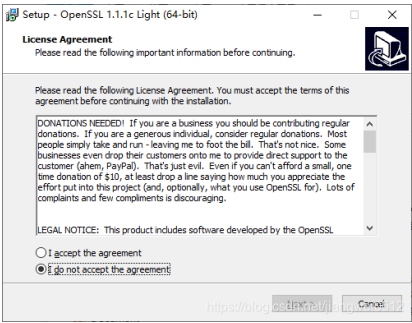 Setup - OpenSSL 1.1.1c Light (64-bit)
License Agreement
Please read the following important information before continuing.
Please read the following License Agreement. You must accept the terms of this
agreement before continuing with the installation.
DONATIONS NEEDED! If you are a business you should be contributing regular
donations. If you are a generous individual, consider regular donations. Most
people simply take and run - leaving me to foot the bill. That's not nice. Some
businesses even drop their customers onto me to provide direct support to the
customer (ahem, PayPal). That's just evil. Even if you can't afford a small, one
time donation of $10, at least drop a line saying how much you appreciate the
effort put into this project (and, optionally, what you use OpenSSL for). Lots of
complaints and few compliments is discouraging.
LEGAL NOTICE: This product includes software developed by the OpenSSL
I accept the agreement
I do not accept the agreement
Next >
Cancel